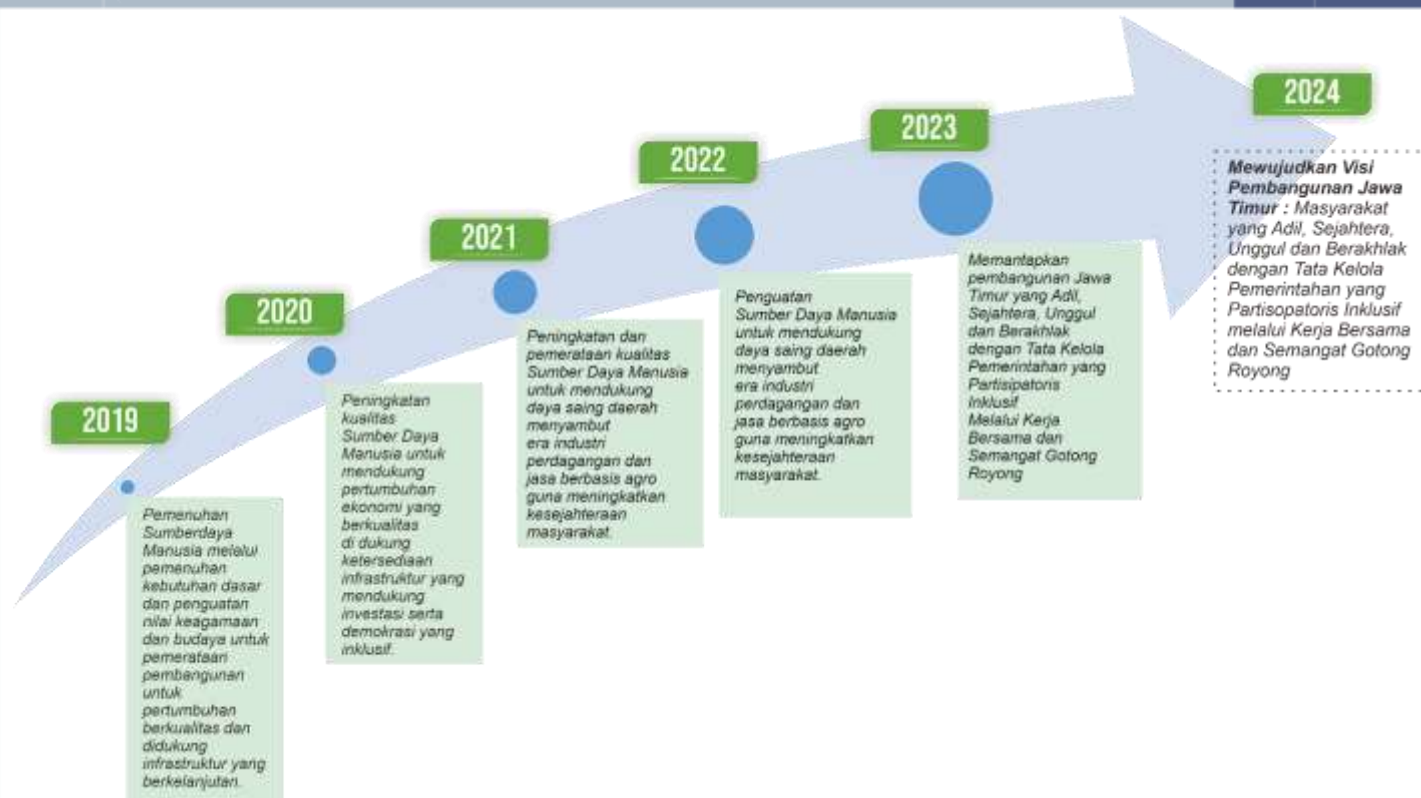 2019
Pemenuhan
Sumberdaya
Manusia melalui
pemenuhan
kebutuhan dasar
dan penguatan
nilai keagamaan
dan budaya untuk
pemerataan
pembangunan
untuk
pertumbuhan
berkualitas dan
didukung
infrastruktur yang
berkelanjutan.
2020
Peningkatan
kualitas
Sumber Daya
Manusia untuk
mendukung
pertumbuhan
ekonomi yang
berkualitas
di dukung
ketersediaan
infrastruktur yang
mendukung
investasi serta
demokrasi yang
inklusif.
2021
Peningkatan dan
pemerataan kualitas
Sumber Daya Manusia
untuk mendukung
daya saing daerah
menyambut
era industri
perdagangan dan
jasa berbasis agro
guna meningkatkan
kesejahteraan
masyarakat.
2022
Penguatan
Sumber Daya Manusia
untuk mendukung
daya saing daerah
menyambut
era industri
perdagangan dan
jasa berbasis agro
guna meningkatkan
kesejahteraan
masyarakat.
2023
Memantapkan
pembangunan Jawa
Timur yang Adil,
Sejahtera, Unggul
dan Berakhlak
dengan Tata Kelola
Pemerintahan yang
Partisipatoris
Inklusif
Melalui Kerja
Bersama dan
Semangat Gotong
Royong
2024
Mewujudkan Visi
Pembangunan Jawa
Timur : Masyarakat
yang Adil, Sejahtera,
Unggul dan Berakhlak
dengan Tata Kelola
Pemerintahan yang
Partisopatoris Inklusif
melalui Kerja Bersama
dan Semangat Gotong
Royong